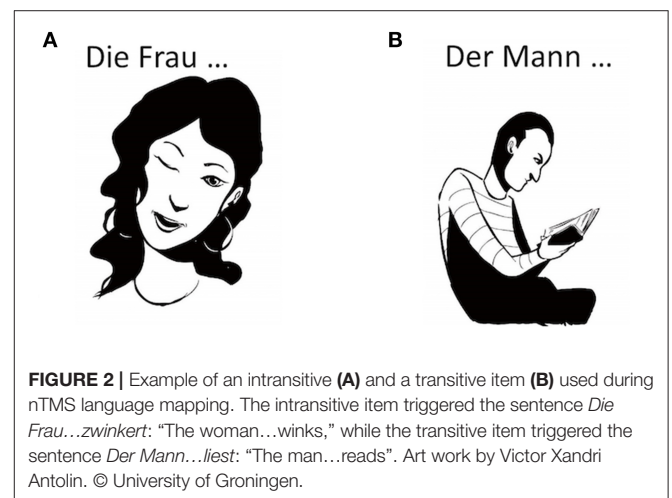 A
Die Frau ...
B
Der Mann ...
FIGURE 2 | Example of an intransitive (A) and a transitive item (B) used during
nTMS language mapping. The intransitive item triggered the sentence Die
Frau…zwinkert: “The woman…winks,” while the transitive item triggered the
sentence Der Mann…liest: “The man…reads”. Art work by Victor Xandri
Antolin. © University of Groningen.